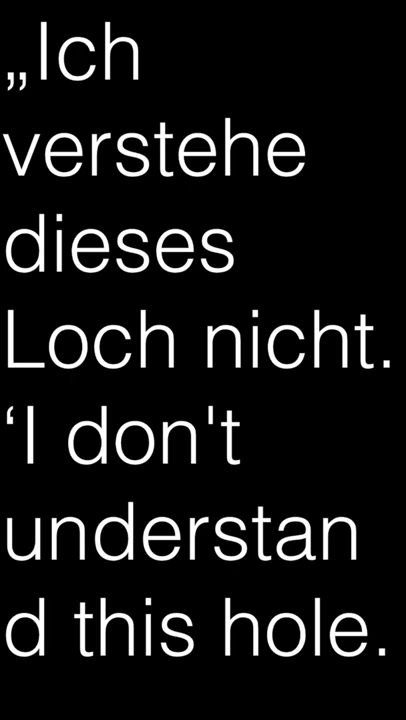 „Ich
verstehe
dieses
Loch nicht.
‘I don't
understan
d this hole.